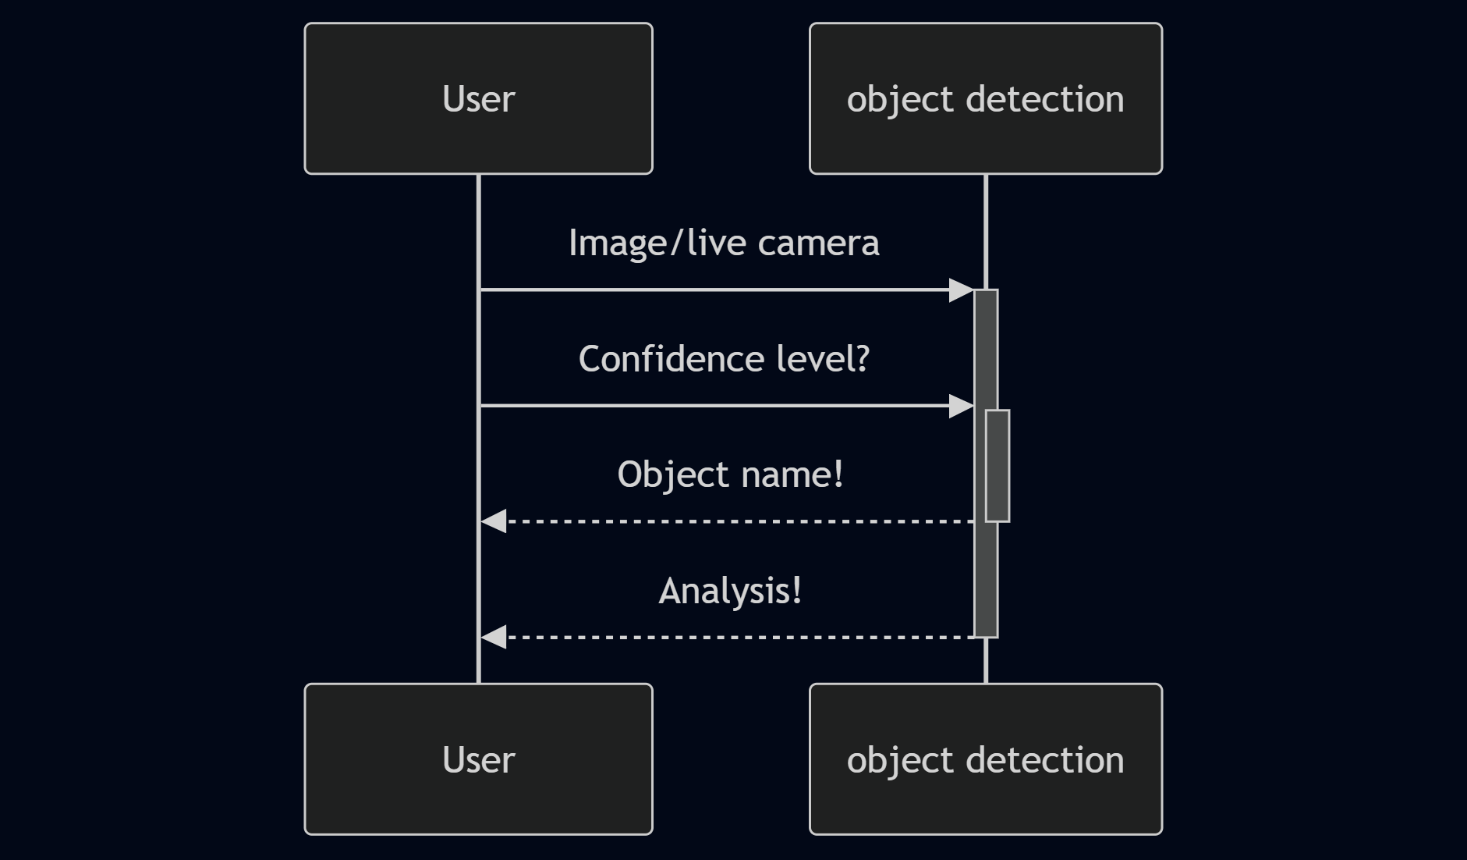 User
object detection
Image/live camera
Confidence level?
Object name!
Analysis!
User
object detection